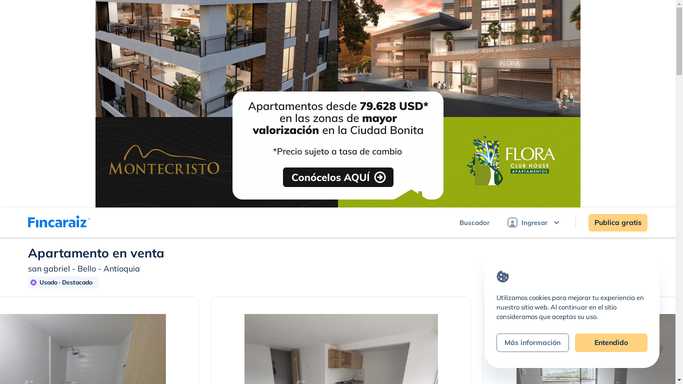 FLORA
Apartamentos desde 79.628 USD*
en las zonas de mayor
valorización en la Ciudad Bonita
*Precio sujeto a tasa de cambio
Conócelos AQUÍ
MONTECRISTO
FLORA
CLUB HOUSE
APARTAMENTOS
Fincaraíz
Buscador
Ingresar
Publica gratis
Apartamento en venta
san gabriel - Bello - Antioquia
Usado · Destacado
Utilizamos cookies para mejorar tu experiencia en
nuestro sitio web. Al continuar en el sitio
consideramos que aceptas su uso.
Más información
Entendido